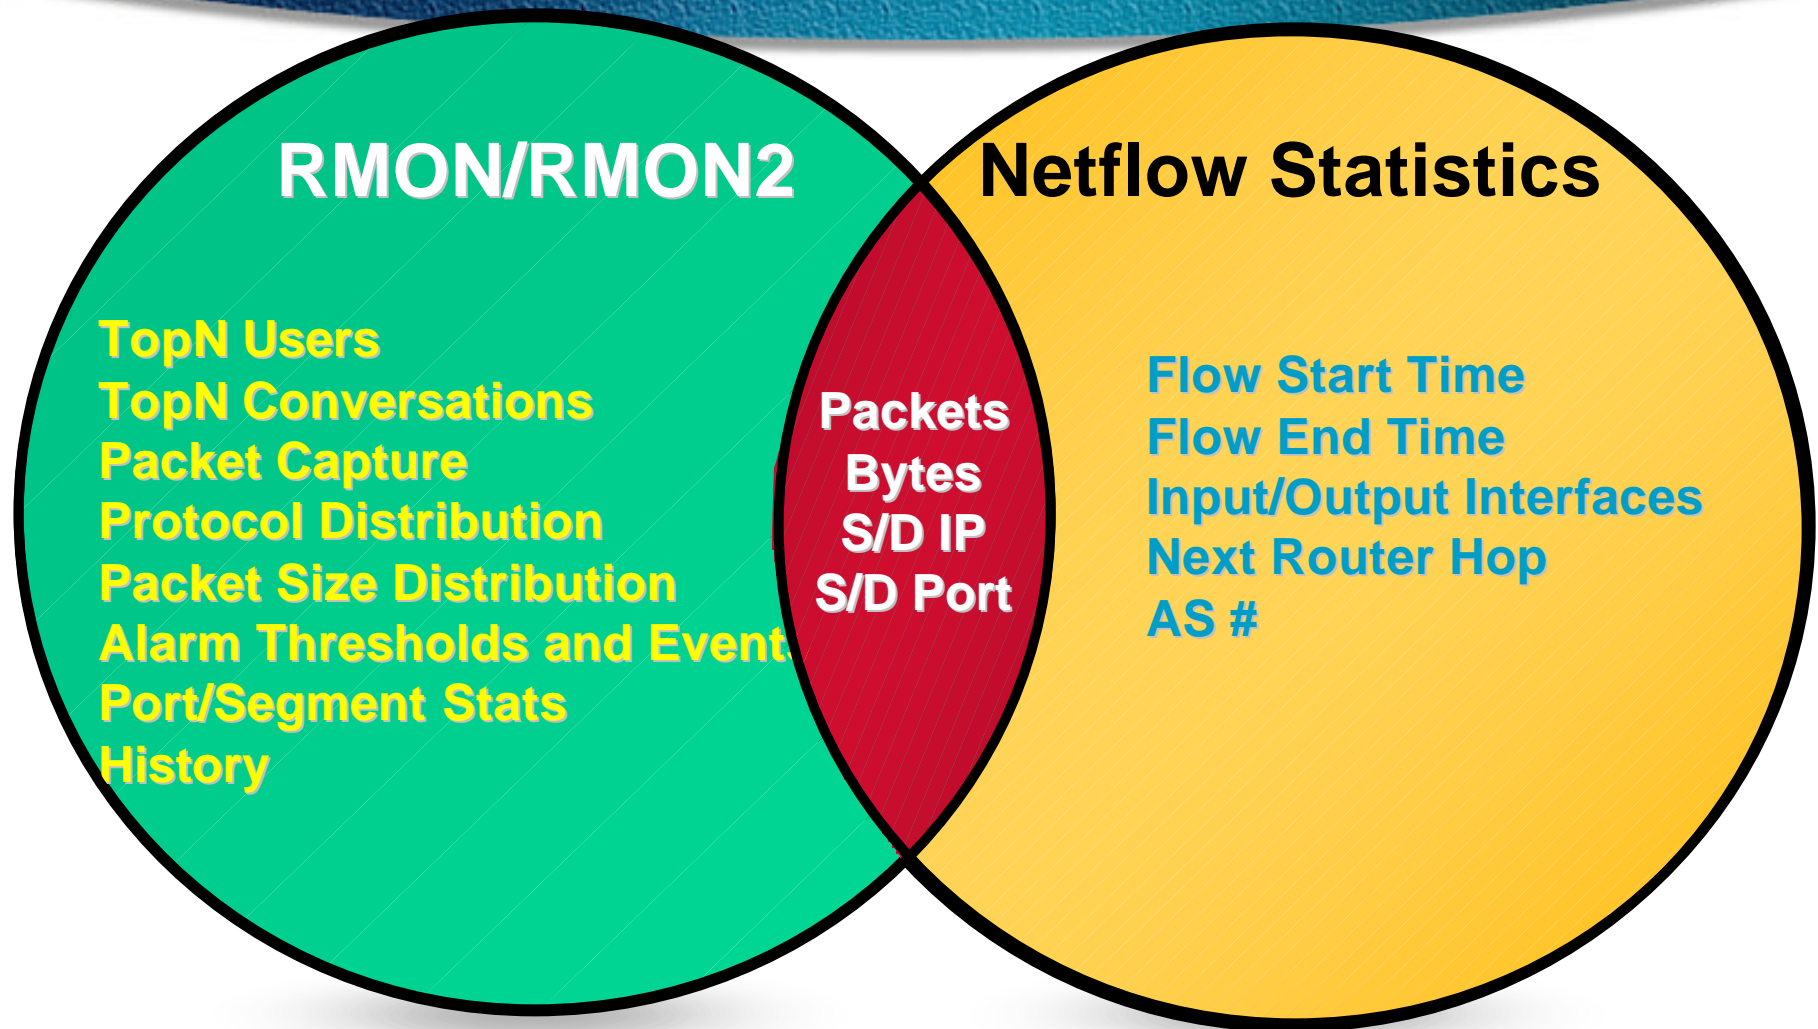 RMON/RMON2
TopN Users
TopN Conversations
Packet Capture
Protocol Distribution
Packet Size Distribution
Alarm Thresholds and Events
Port/Segment Stats
History
Packets
Bytes
S/D IP
S/D Port
Netflow Statistics
Flow Start Time
Flow End Time
Input/Output Interfaces
Next Router Hop
AS #